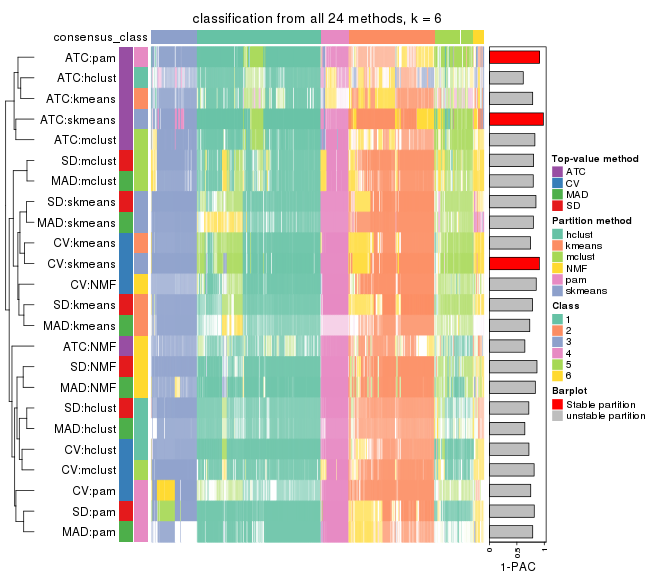 classification from all 24 methods, k = 6
consensus_class
ATC:pam
ATC:hclust
ATC:kmeans
ATC:skmeans
ATC:mclust
SD:mclust
MAD:mclust
SD:skmeans
MAD:skmeans
CV:kmeans
CV:skmeans
CV:NMF
SD:kmeans
MAD:kmeans
ATC:NMF
SD:NMF
MAD:NMF
SD:hclust
MAD:hclust
CV:hclust
CV:mclust
CV:pam
SD:pam
MAD:pam
0
0.5
1
1-PAC
Top-value method
ATC
CV
MAD
SD
Partition method
hclust
kmeans
mclust
NMF
pam
skmeans
Class
1
2
3
4
5
6
Barplot
Stable partition
unstable partition